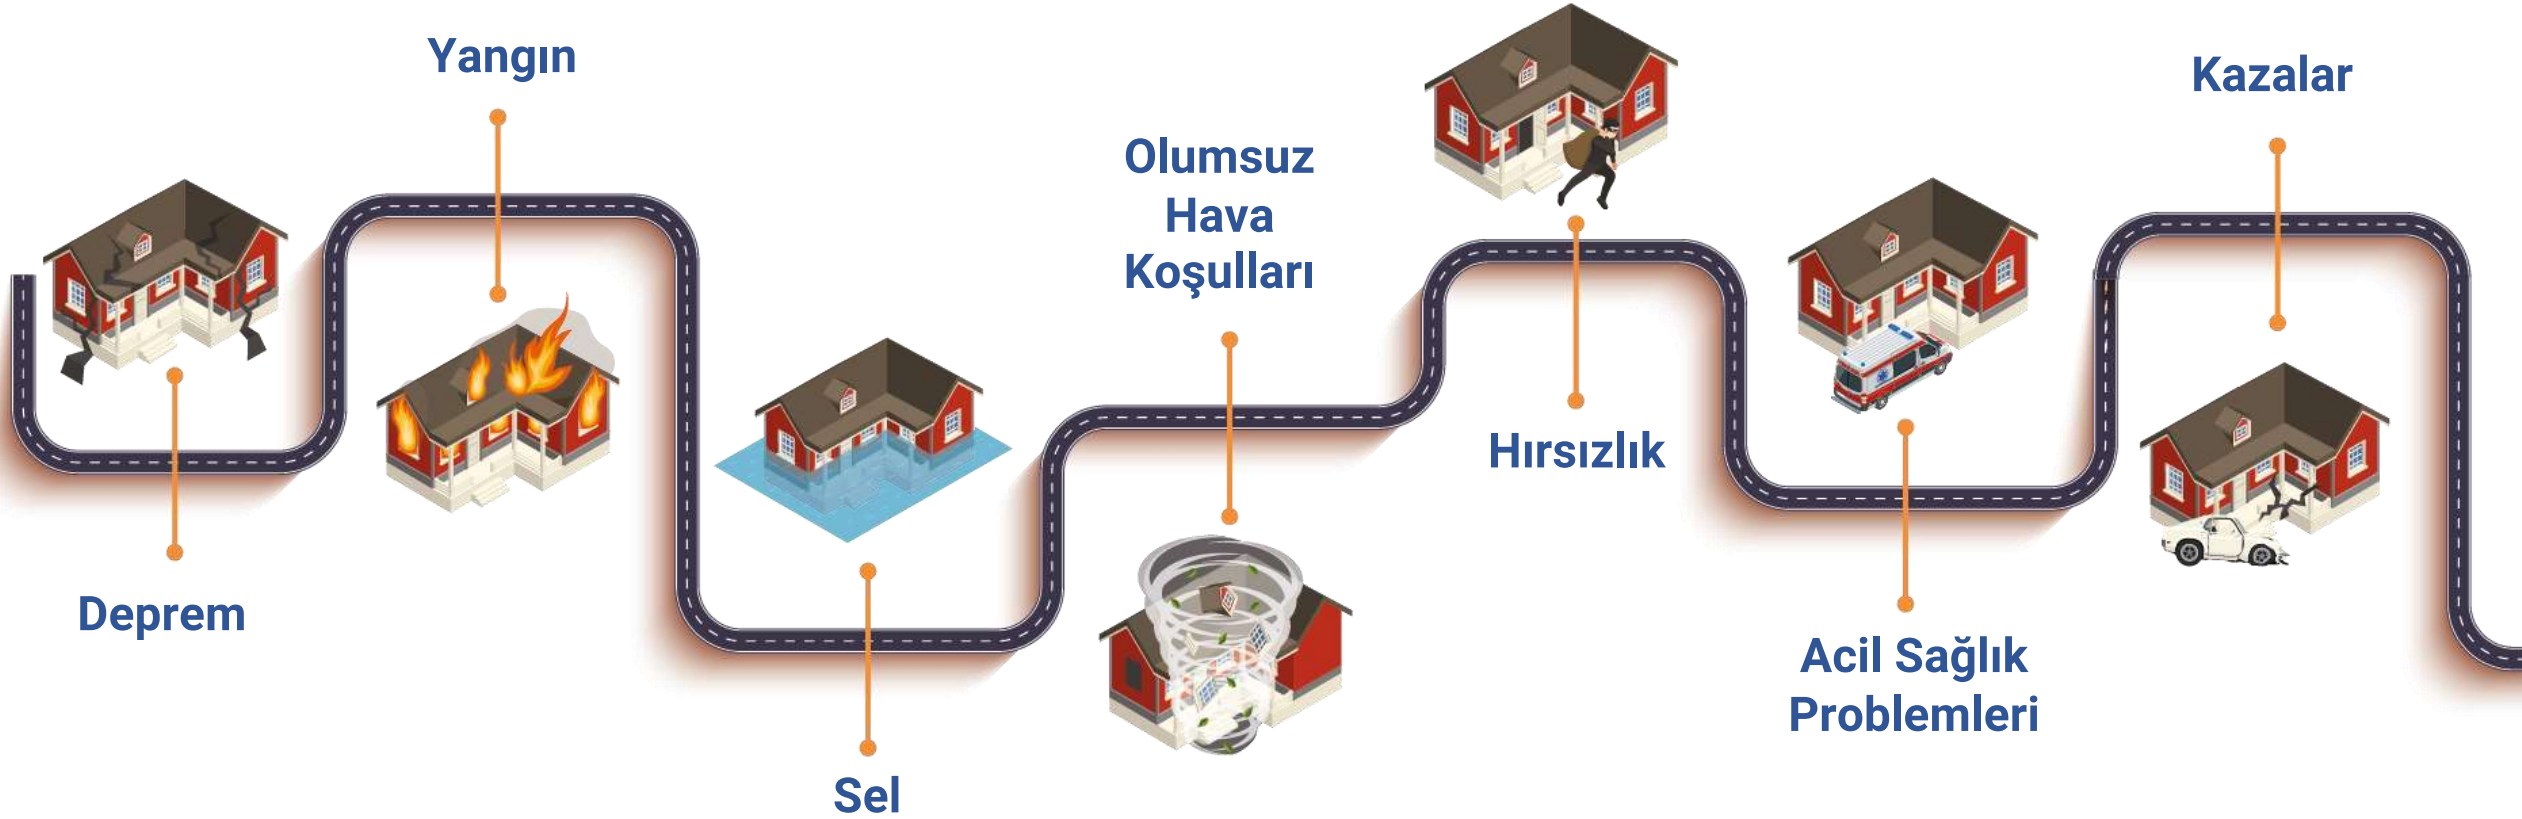 Deprem
Yangın
Sel
Olumsuz
Hava
Koşulları
Hırsızlık
Acil Sağlık
Problemleri
Kazalar